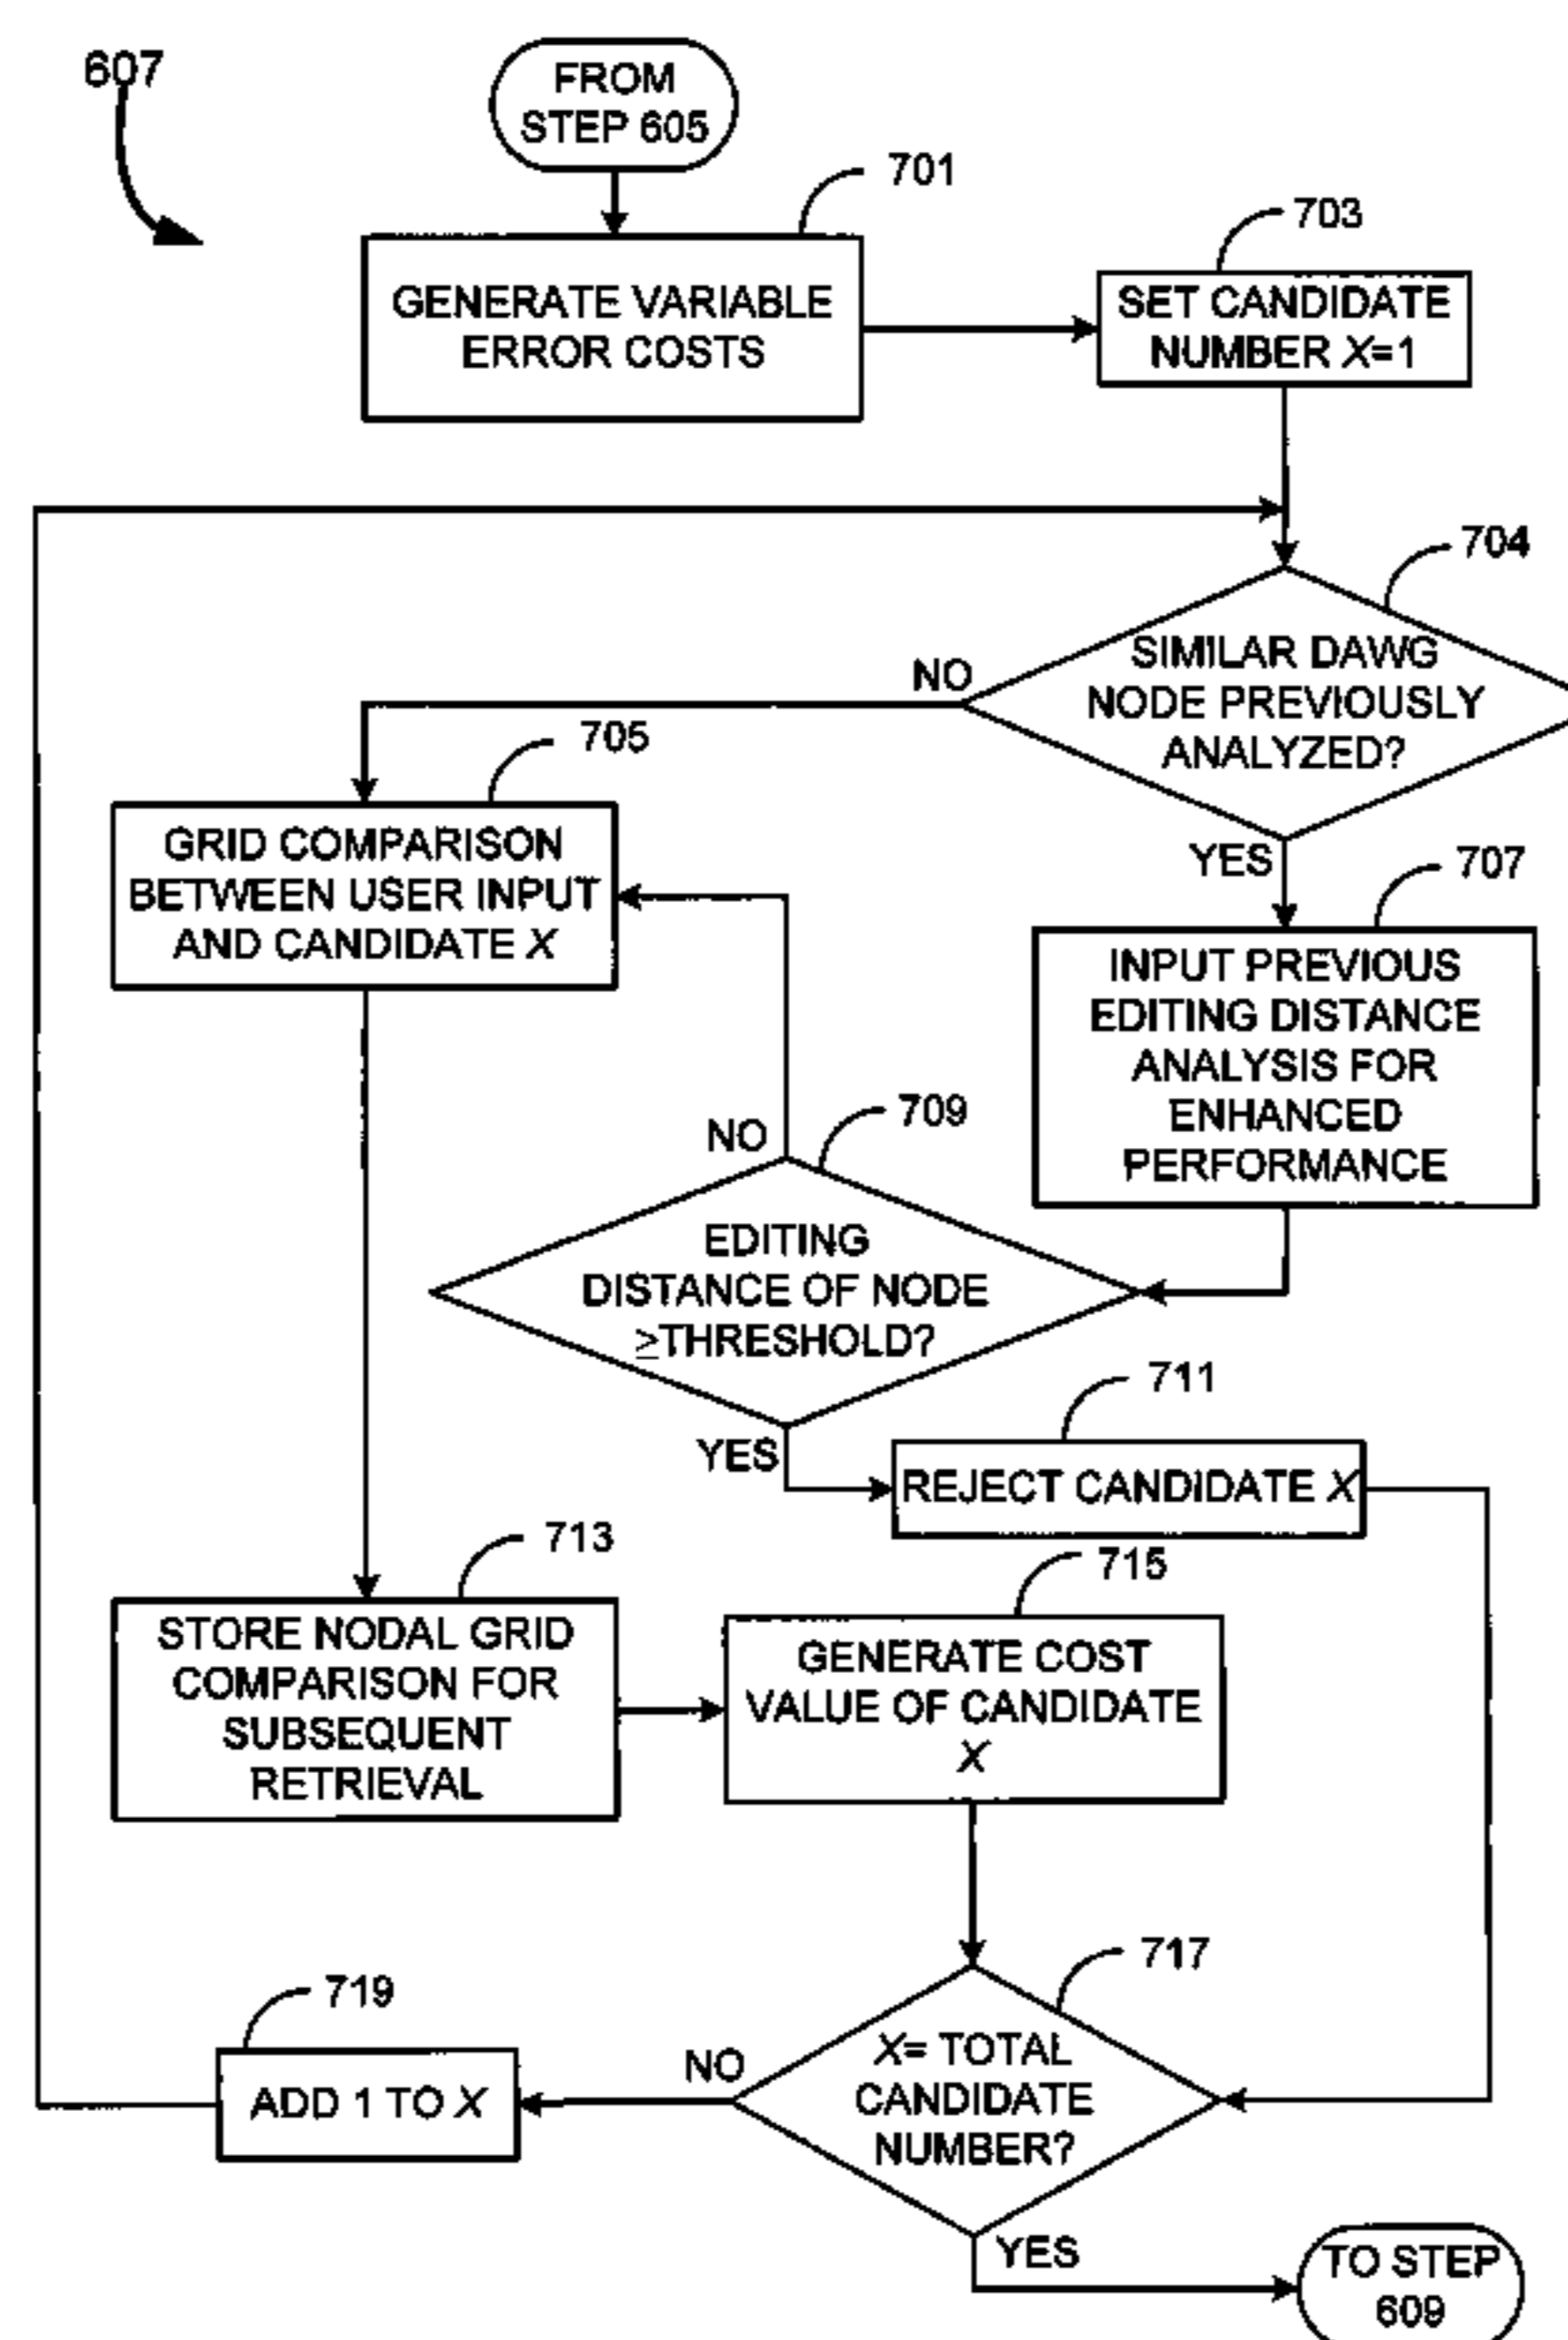 607
FROM
STEP 605
701
GENERATE VARIABLE
ERROR COSTS
703
SET CANDIDATE
NUMBER X=1
704
SIMILAR DAWG
NODE PREVIOUSLY
ANALYZED?
NO
YES
705
GRID COMPARISON
BETWEEN USER INPUT
AND CANDIDATE X
707
INPUT PREVIOUS
EDITING DISTANCE
ANALYSIS FOR
ENHANCED
PERFORMANCE
709
NO
EDITING
DISTANCE OF NODE
≥THRESHOLD?
YES
711
REJECT CANDIDATE X
713
STORE NODAL GRID
COMPARISON FOR
SUBSEQUENT
RETRIEVAL
715
GENERATE COST
VALUE OF CANDIDATE
X
717
X= TOTAL
CANDIDATE
NUMBER?
NO
719
ADD 1 TO X
YES
TO STEP
609